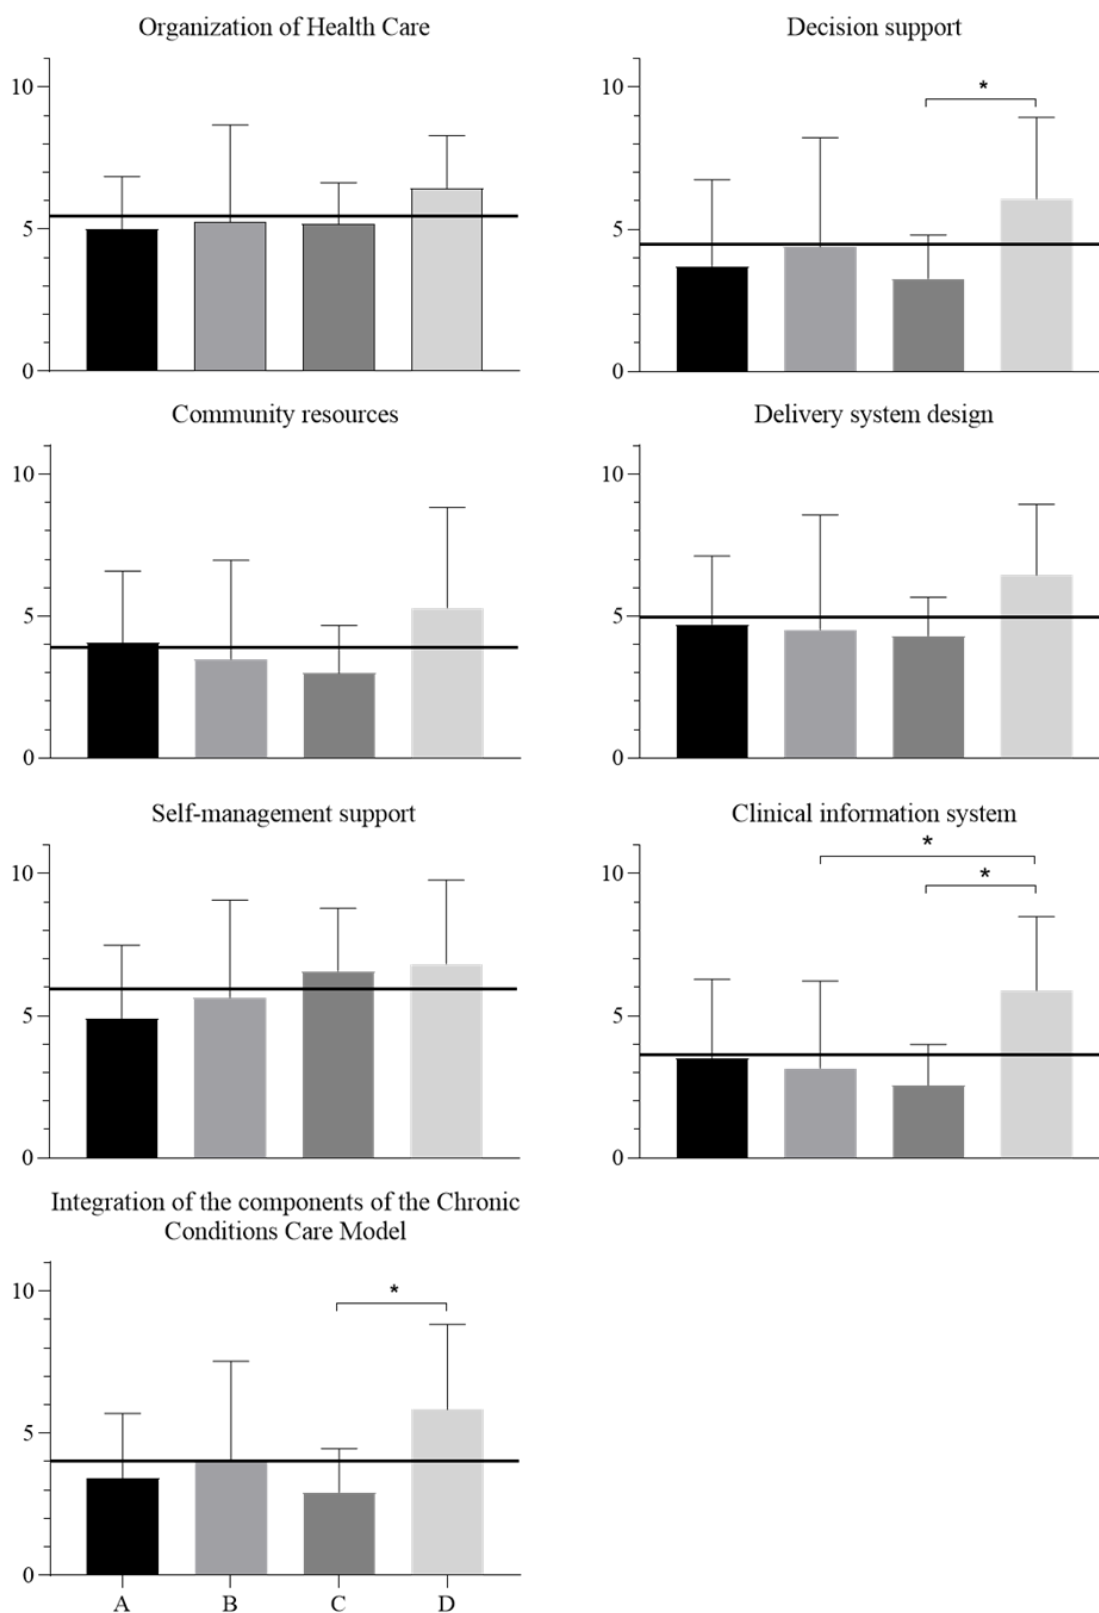 Organization of Health Care
10
5
0
Decision support
*
10
5
0
Community resources
10
5
0
Delivery system design
10
5
0
Self-management support
10
5
0
Clinical information system
*
*
10
5
0
Integration of the components of the Chronic
Conditions Care Model
*
10
5
0
A B C D